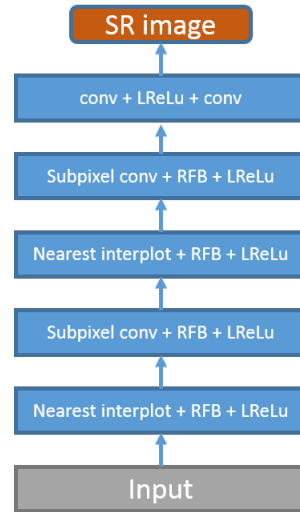 SR image
conv + LReLu + conv
Subpixel conv + RFB + LReLu
Nearest interplot + RFB + LReLu
Subpixel conv + RFB + LReLu
Nearest interplot + RFB + LReLu
Input